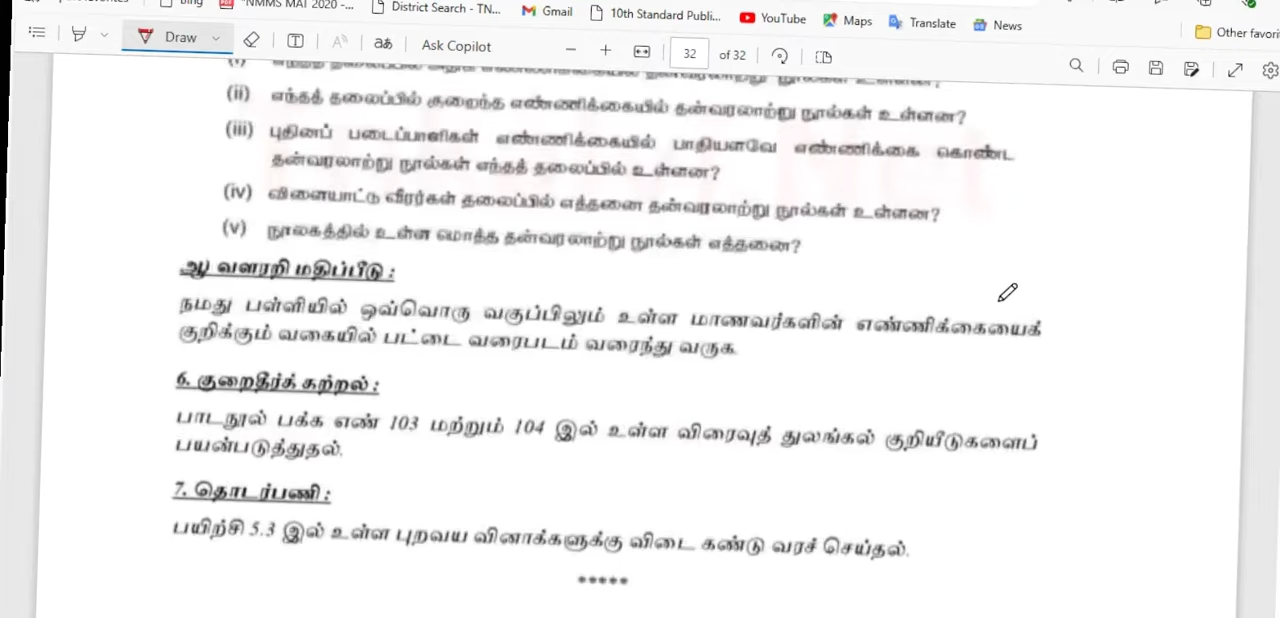 Bing
"NMMS MAT 2020 -...
District Search - TN...
Gmail
10th Standard Publi...
YouTube
Maps
Translate
News
Other favori
Draw
Ask Copilot
32 of 32
(ii) எந்தத் தலைப்பில் குறைந்த எண்ணிக்கையில் தன்வரலாற்று நூல்கள் உள்ளன?
(iii) புதினப் படைப்பாளிகள் எண்ணிக்கையில் பாதியளவே எண்ணிக்கை கொண்ட
தன்வரலாற்று நூல்கள் எந்தத் தலைப்பில் உள்ளன?
(iv) விளையாட்டு வீரர்கள் தலைப்பில் எத்தனை தன்வரலாற்று நூல்கள் உள்ளன?
(v) நூலகத்தில் உள்ள மொத்த தன்வரலாற்று நூல்கள் எத்தனை?
ஆ) வளரறி மதிப்பீடு :
நமது பள்ளியில் ஒவ்வொரு வகுப்பிலும் உள்ள மாணவர்களின் எண்ணிக்கையைக்
குறிக்கும் வகையில் பட்டை வரைபடம் வரைந்து வருக.
6. குறைதீர்க் கற்றல் :
பாடநூல் பக்க எண் 103 மற்றும் 104 இல் உள்ள விரைவுத் துலங்கல் குறியீடுகளைப்
பயன்படுத்துதல்.
7. தொடர்பணி :
பயிற்சி 5.3 இல் உள்ள புறவய வினாக்களுக்கு விடை கண்டு வரச் செய்தல்.
*****